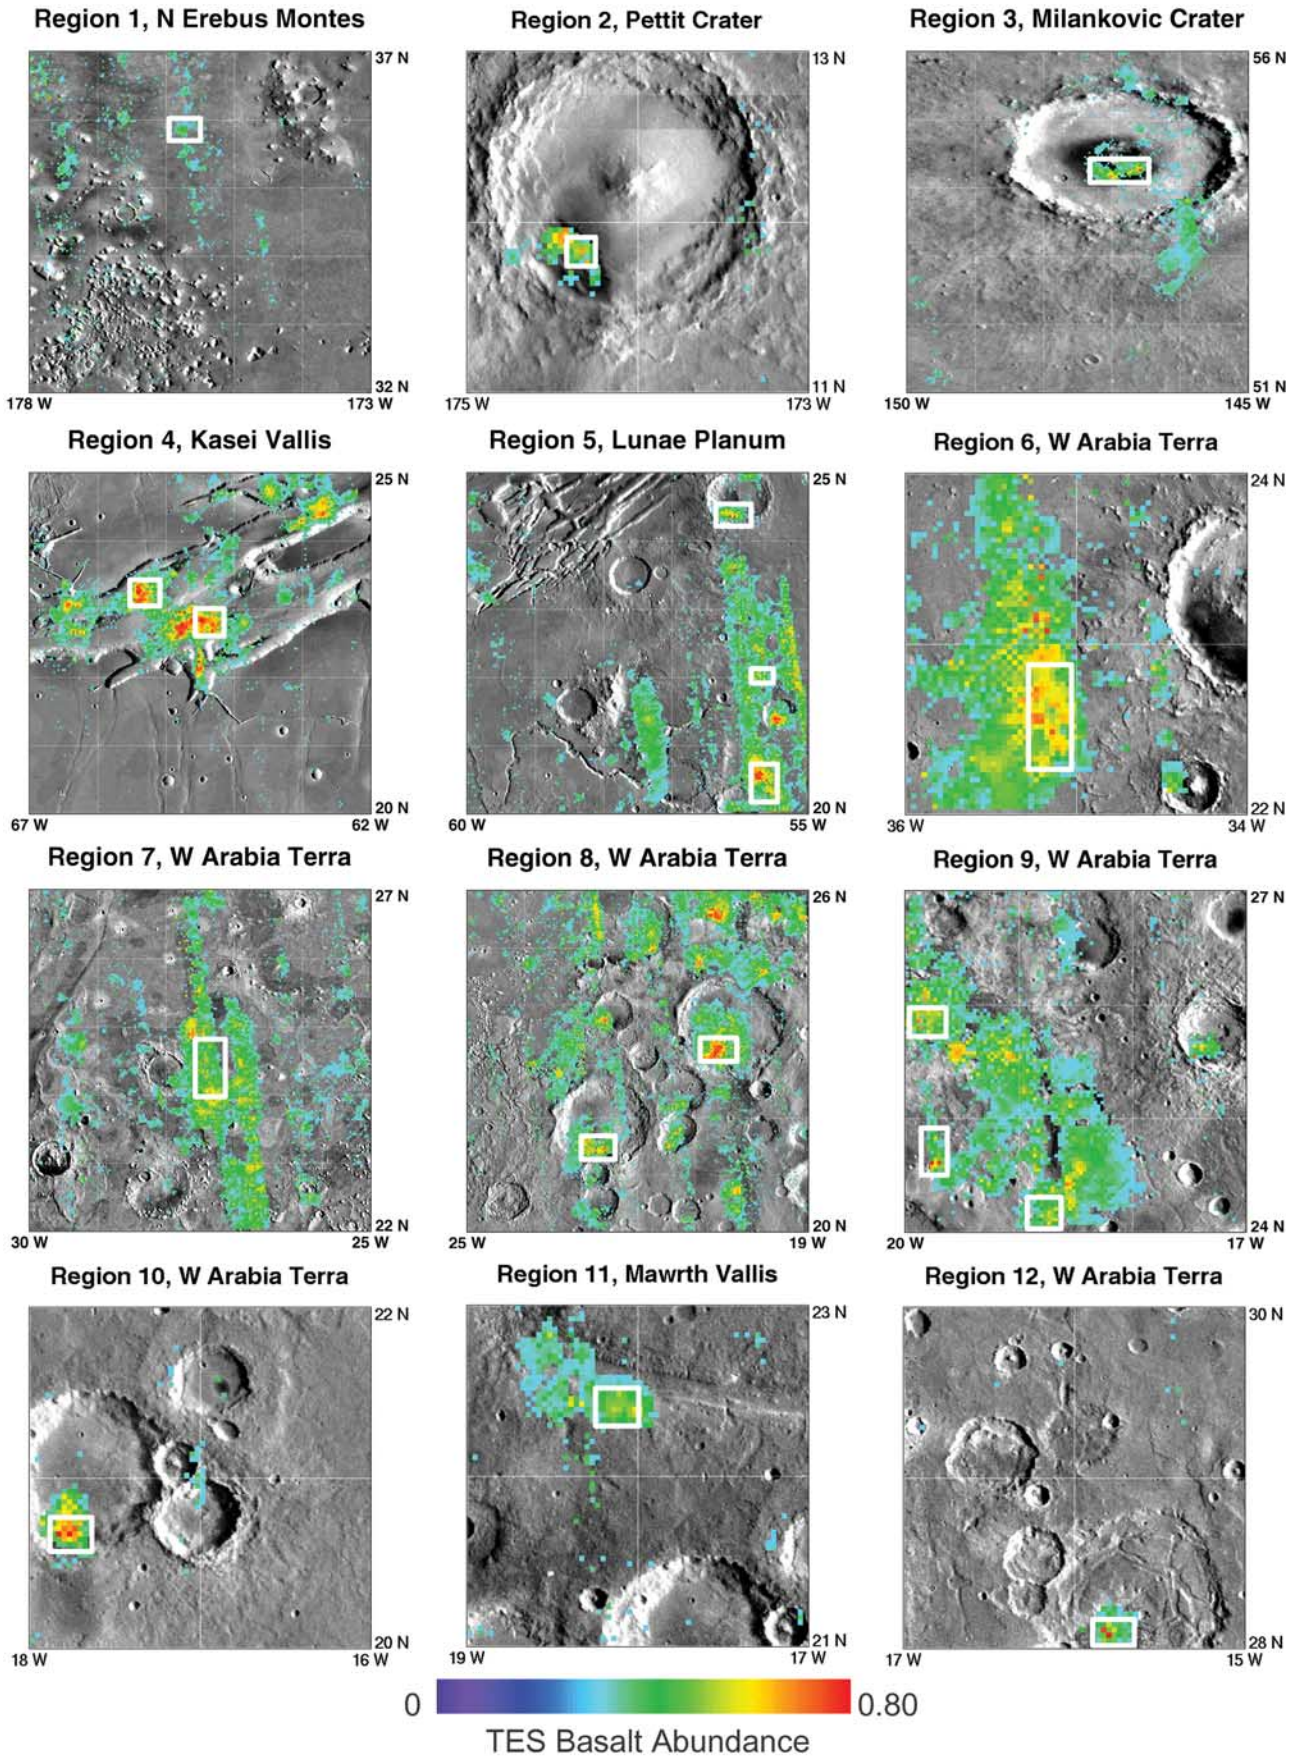 Region 1, N Erebus Montes
Region 2, Pettit Crater
Region 3, Milankovic Crater
37 N
13 N
56 N
32 N
11 N
51 N
178 W
173 W
175 W
173 W
150 W
145 W
Region 4, Kasei Vallis
Region 5, Lunae Planum
Region 6, W Arabia Terra
25 N
25 N
24 N
20 N
20 N
22 N
67 W
62 W
60 W
55 W
36 W
34 W
Region 7, W Arabia Terra
Region 8, W Arabia Terra
Region 9, W Arabia Terra
27 N
26 N
27 N
22 N
20 N
24 N
30 W
25 W
25 W
19 W
20 W
17 W
Region 10, W Arabia Terra
Region 11, Mawrth Vallis
Region 12, W Arabia Terra
22 N
23 N
30 N
20 N
21 N
28 N
18 W
16 W
19 W
17 W
17 W
15 W
0
0.80
TES Basalt Abundance